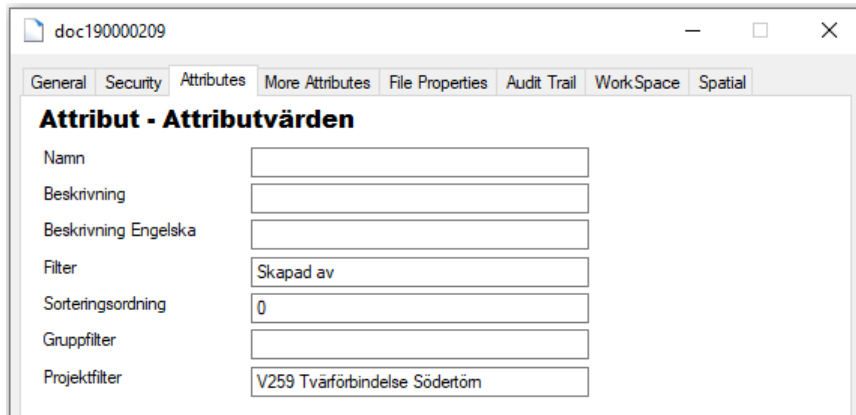 doc190000209
General Security Attributes More Attributes File Properties Audit Trail WorkSpace Spatial
Attribut - Attributvärden
Namn
Beskrivning
Beskrivning Engelska
Filter Skapad av
Sorteringsordning 0
Gruppfilter
Projektfilter V259 Tvärförbindelse Södertörn